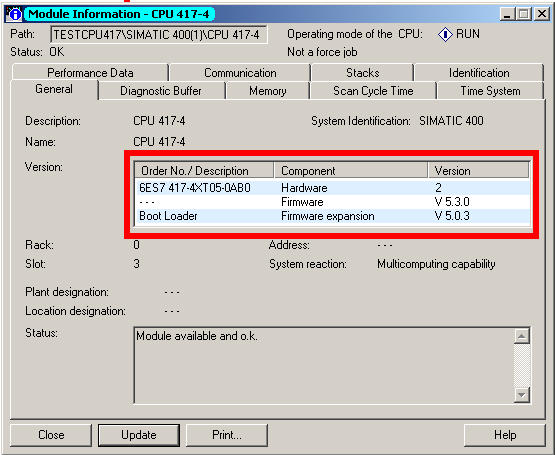 Module Information - CPU 417-4
Path: TESTCPU417\SIMATIC 400(1)\CPU 417-4 Operating mode of the CPU: RUN
Status: OK Not a force job
Performance Data Communication Stacks Identification
General Diagnostic Buffer Memory Scan Cycle Time Time System
Description: CPU 417-4 System Identification: SIMATIC 400
Name: CPU 417-4
Version: Order No./ Description Component Version
6ES7 417-4XT05-0AB0 Hardware 2
- - - Firmware V 5.3.0
Boot Loader Firmware expansion V 5.0.3
Rack: 0 Address: - - -
Slot: 3 System reaction: Multicomputing capability
Plant designation: - - -
Location designation: - - -
Status: Module available and o.k.
Close Update Print... Help